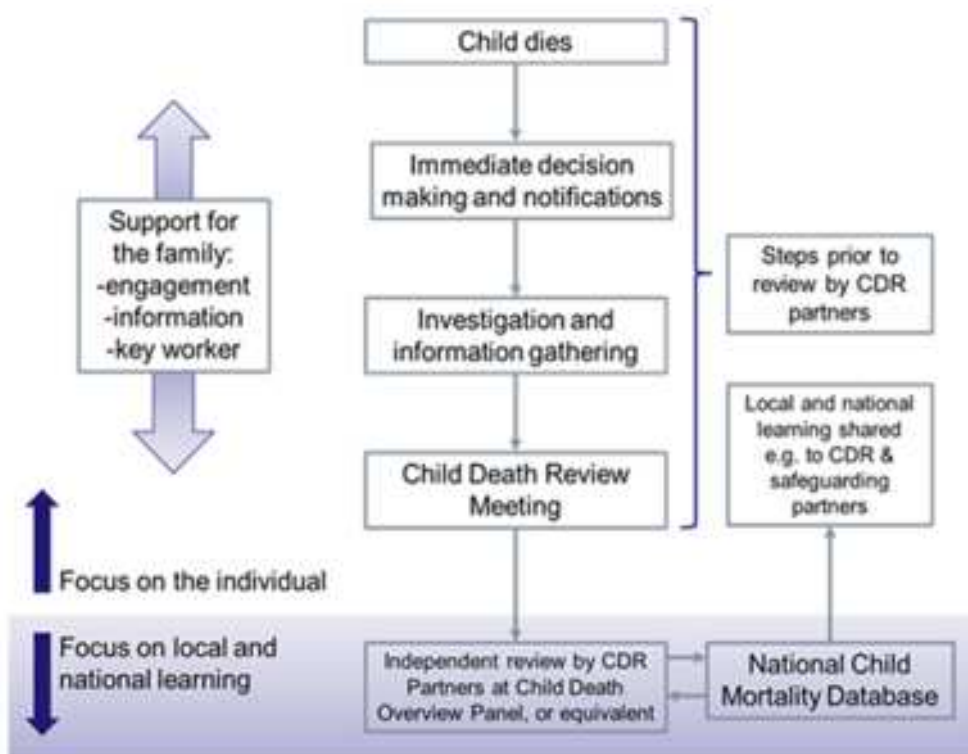 Child dies
Immediate decision
making and notifications
Support for
the family:
-engagement
-information
-key worker
Steps prior to
review by CDR
partners
Investigation and
information gathering
Local and national
learning shared
e.g. to CDR &
safeguarding
partners
Child Death Review
Meeting
Focus on the individual
Focus on local and
national learning
Independent review by CDR
Partners at Child Death
Overview Panel, or equivalent
National Child
Mortality Database